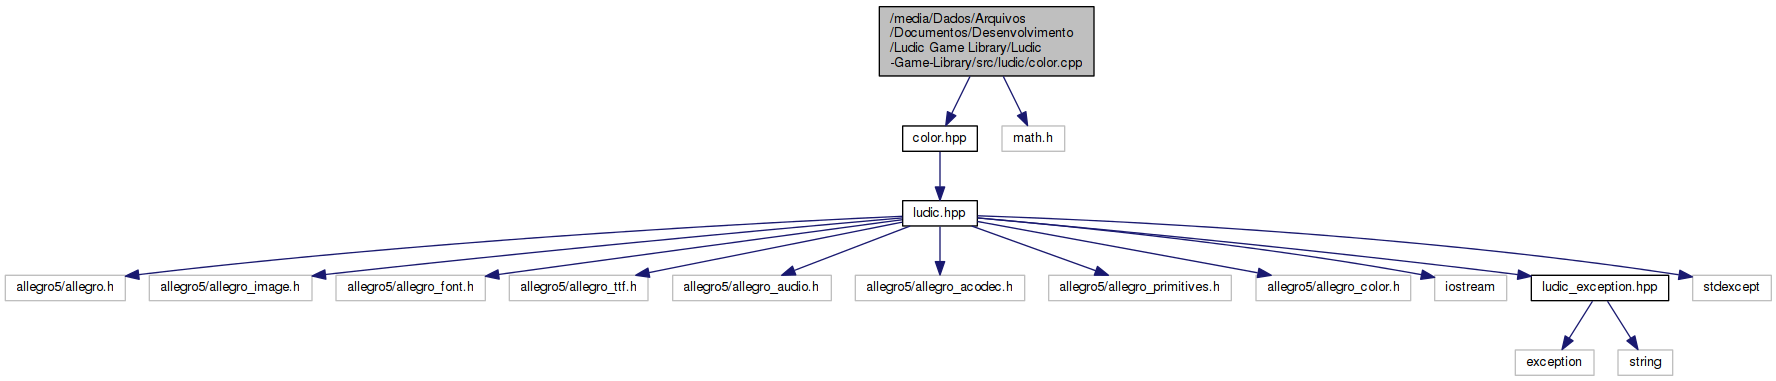 /media/Dados/Arquivos
/Documentos/Desenvolvimento
/Ludic Game Library/Ludic
-Game-Library/src/ludic/color.cpp
color.hpp
math.h
ludic.hpp
allegro5/allegro.h
allegro5/allegro_image.h
allegro5/allegro_font.h
allegro5/allegro_ttf.h
allegro5/allegro_audio.h
allegro5/allegro_acodec.h
allegro5/allegro_primitives.h
allegro5/allegro_color.h
iostream
ludic_exception.hpp
stdexcept
exception
string